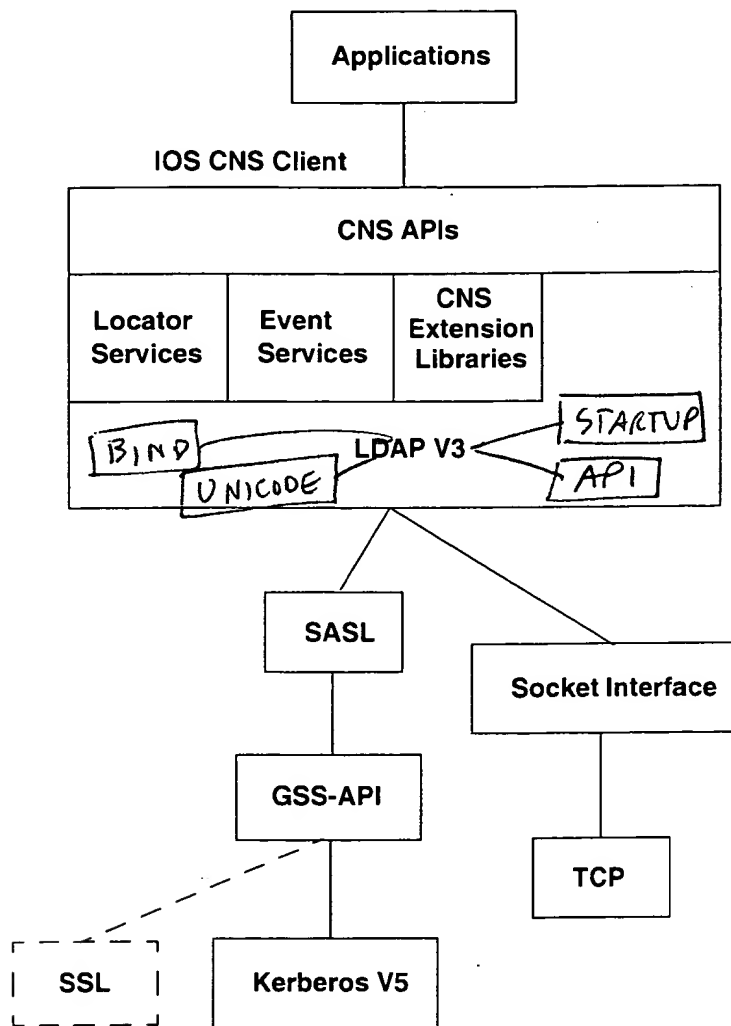 Applications
IOS CNS Client
CNS APIs
Locator
Services
Event
Services
CNS
Extension
Libraries
BIND
UNICODE
LDAP V3
STARTUP
API
SASL
Socket Interface
GSS-API
TCP
SSL
Kerberos V5